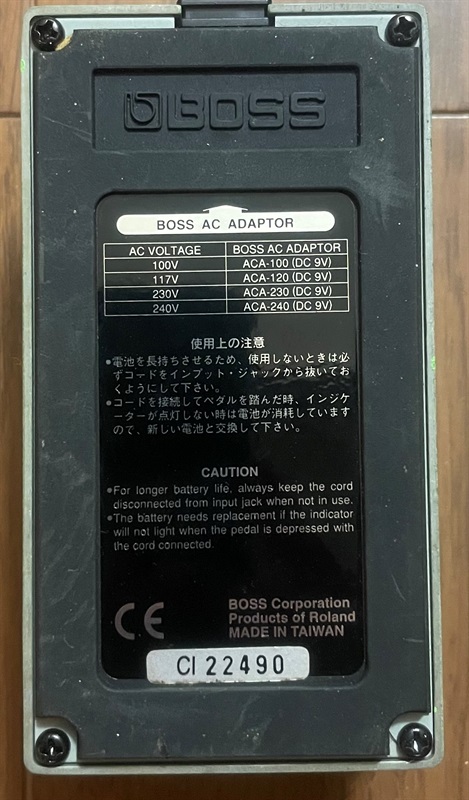 BOSS
BOSS AC ADAPTOR
AC VOLTAGE BOSS AC ADAPTOR
100V ACA-100 (DC 9V)
117V ACA-120 (DC 9V)
230V ACA-230 (DC 9V)
240V ACA-240 (DC 9V)
使用上の注意
●電池を長持ちさせるため、使用しないときは必
ずコードをインプット・ジャックから抜いてお
くようにして下さい。
●コードを接続してペダルを踏んだ時、インジケ
ーターが点灯しない時は電池が消耗しています
ので、新しい電池と交換して下さい。
CAUTION
●For longer battery life, always keep the cord
disconnected from input jack when not in use.
●The battery needs replacement if the indicator
will not light when the pedal is depressed with
the cord connected.
CE
BOSS Corporation
Products of Roland
MADE IN TAIWAN
CI 22490